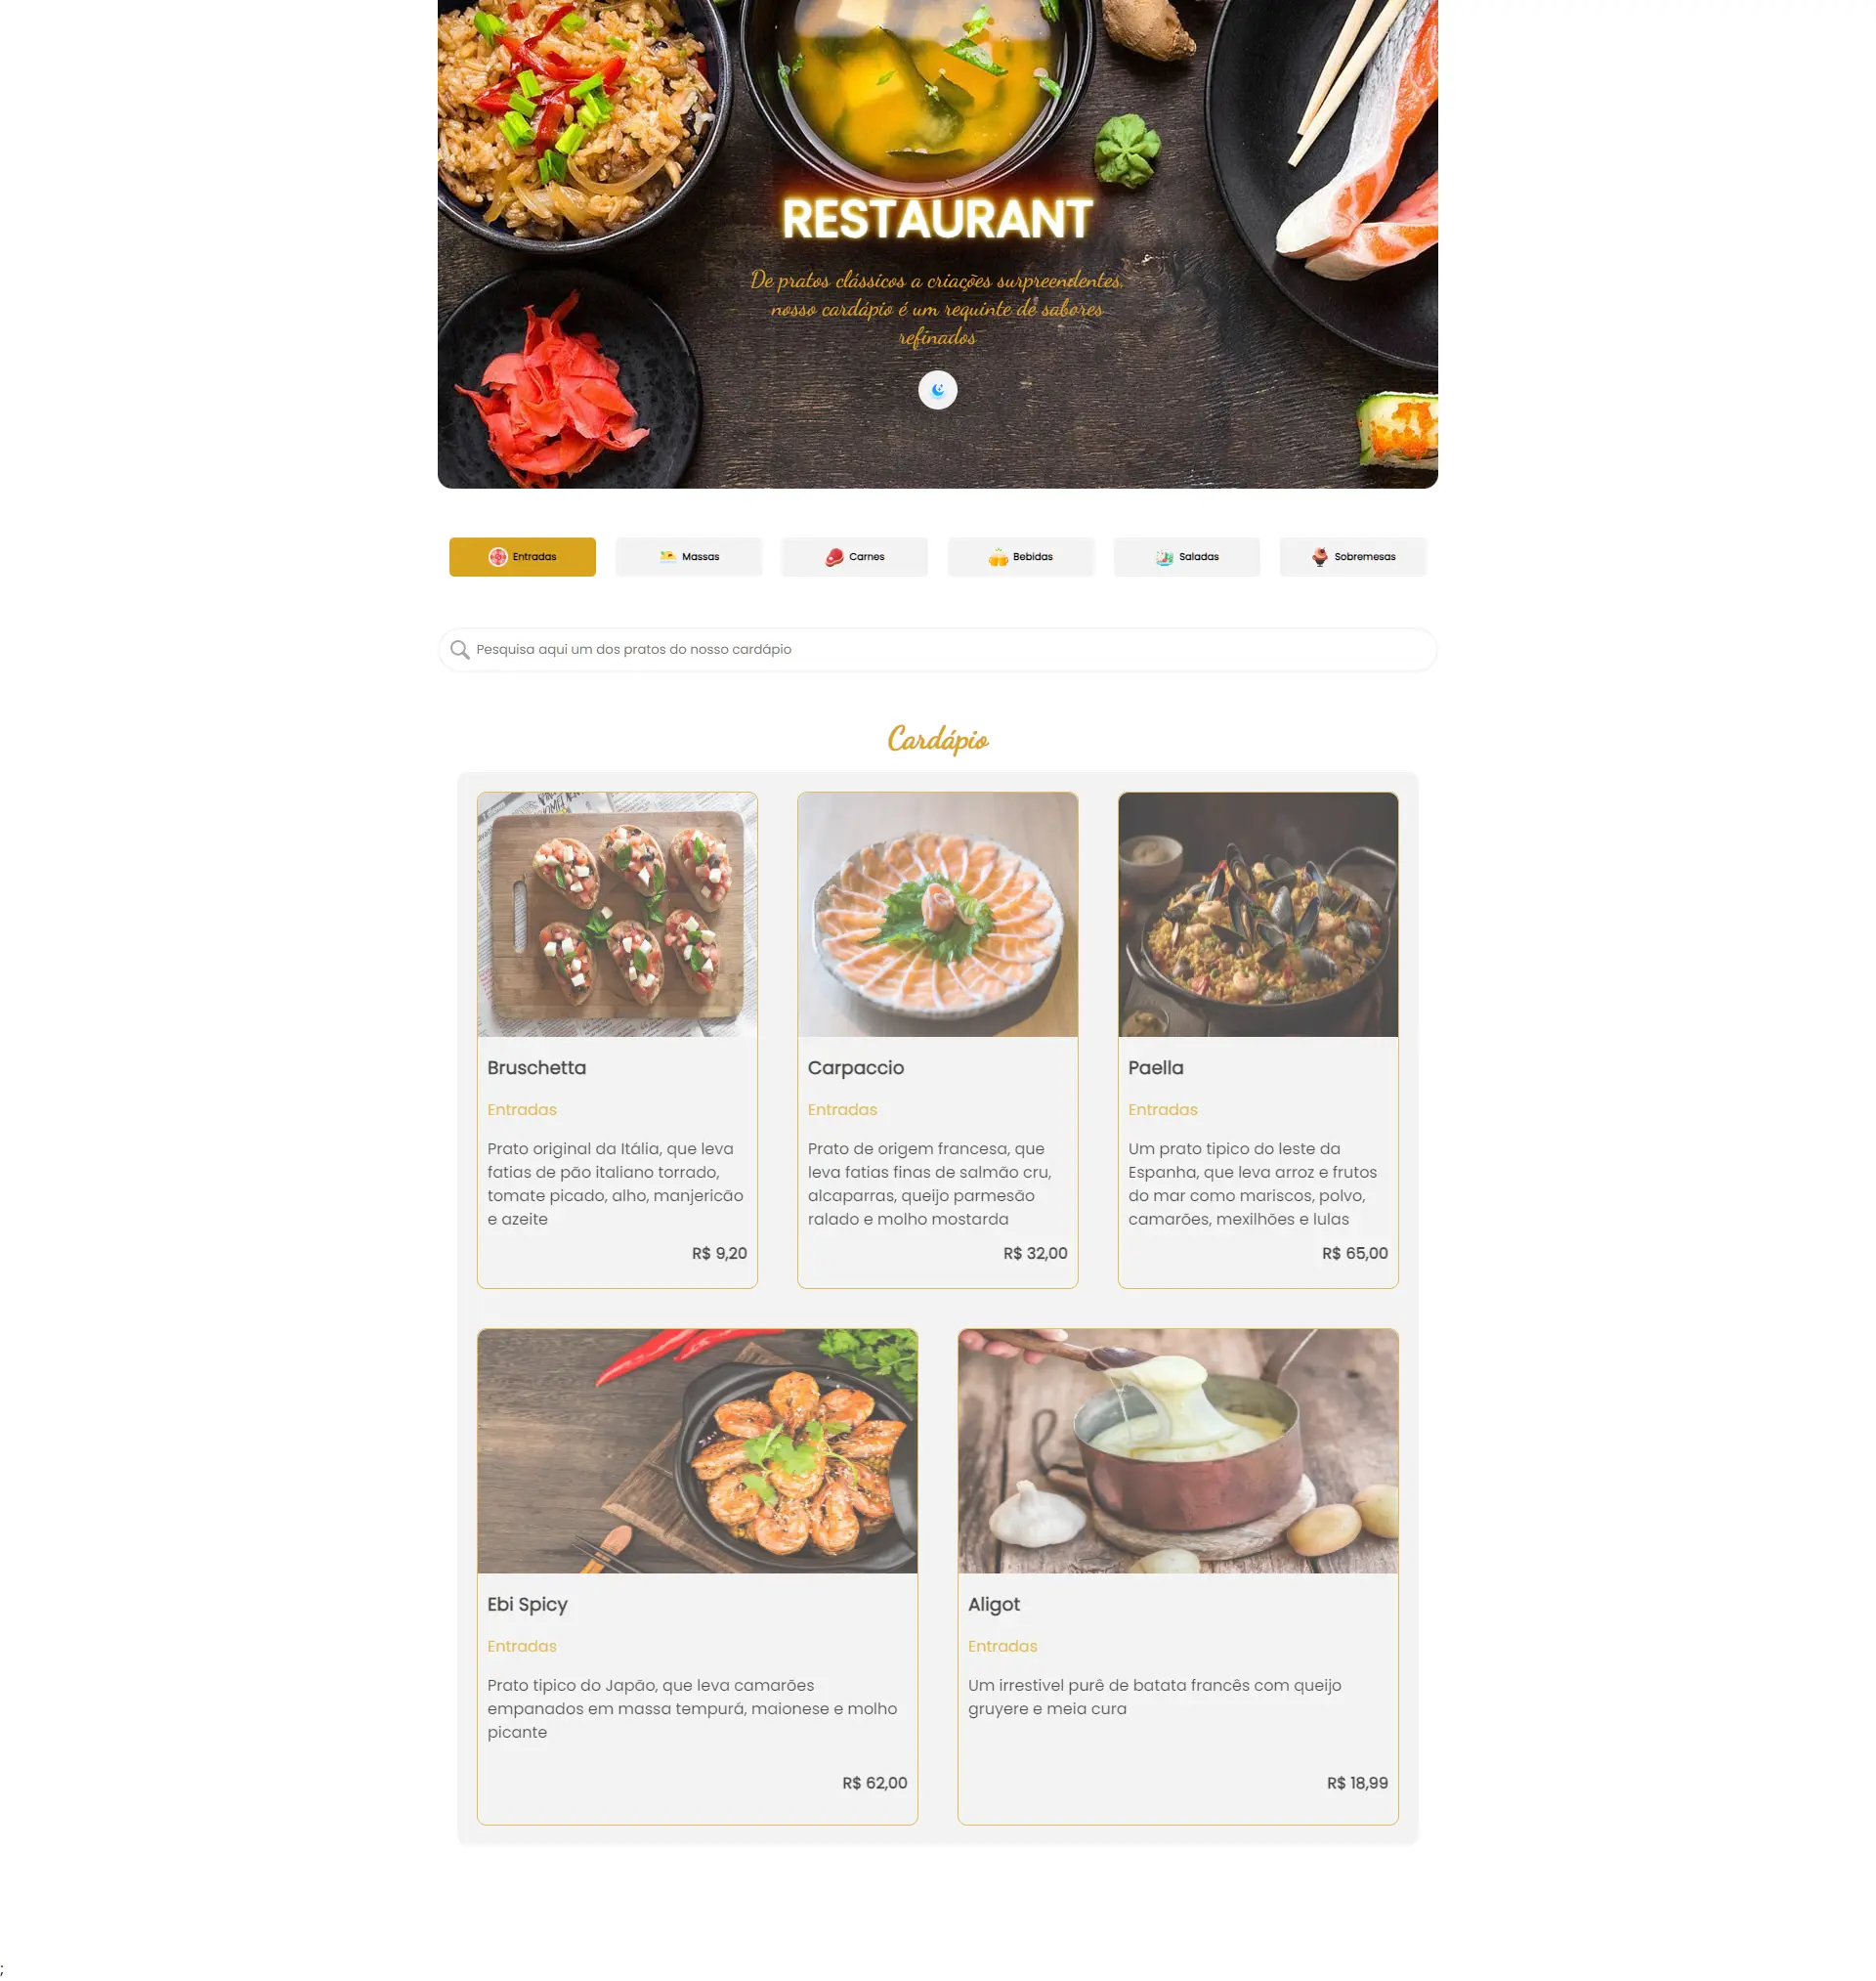 RESTAURANT
De pratos clássicos a criações surpreendentes,
nosso cardápio é um requinte de sabores
refinados
Entradas
Massas
Carnes
Bebidas
Saladas
Sobremesas
Pesquisa aqui um dos pratos do nosso cardápio
Cardápio
Bruschetta
Entradas
Prato original da Itália, que leva
fatias de pão italiano torrado,
tomate picado, alho, manjericão
e azeite
R$ 9,20
Carpaccio
Entradas
Prato de origem francesa, que
leva fatias finas de salmão cru,
alcaparras, queijo parmesão
ralado e molho mostarda
R$ 32,00
Paella
Entradas
Um prato tipico do leste da
Espanha, que leva arroz e frutos
do mar como mariscos, polvo,
camarões, mexilhões e lulas
R$ 65,00
Ebi Spicy
Entradas
Prato tipico do Japão, que leva camarões
empanados em massa tempurá, maionese e molho
picante
R$ 62,00
Aligot
Entradas
Um irrestivel purê de batata francês com queijo
gruyere e meia cura
R$ 18,99
;